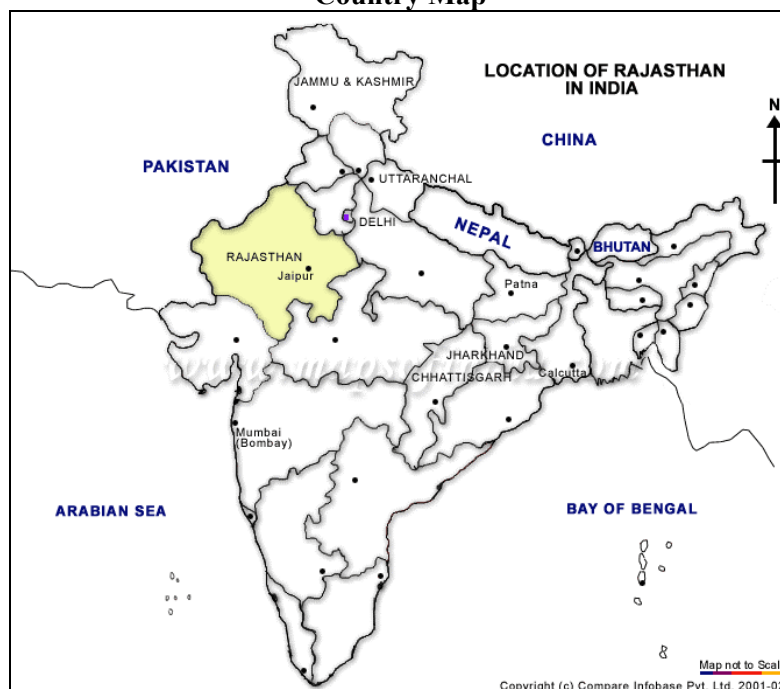 Country Map
LOCATION OF RAJASTHAN
IN INDIA
N
JAMMU & KASHMIR
CHINA
PAKISTAN
UTTARANCHAL
DELHI
NEPAL
BHUTAN
RAJASTHAN
Jaipur
Patna
JHARKHAND
CHHATTISGARH
Calcutta
Mumbai
(Bombay)
ARABIAN SEA
BAY OF BENGAL
Map not to Scal
Copyright (c) Compare Infobase Pvt. Ltd. 2001-02